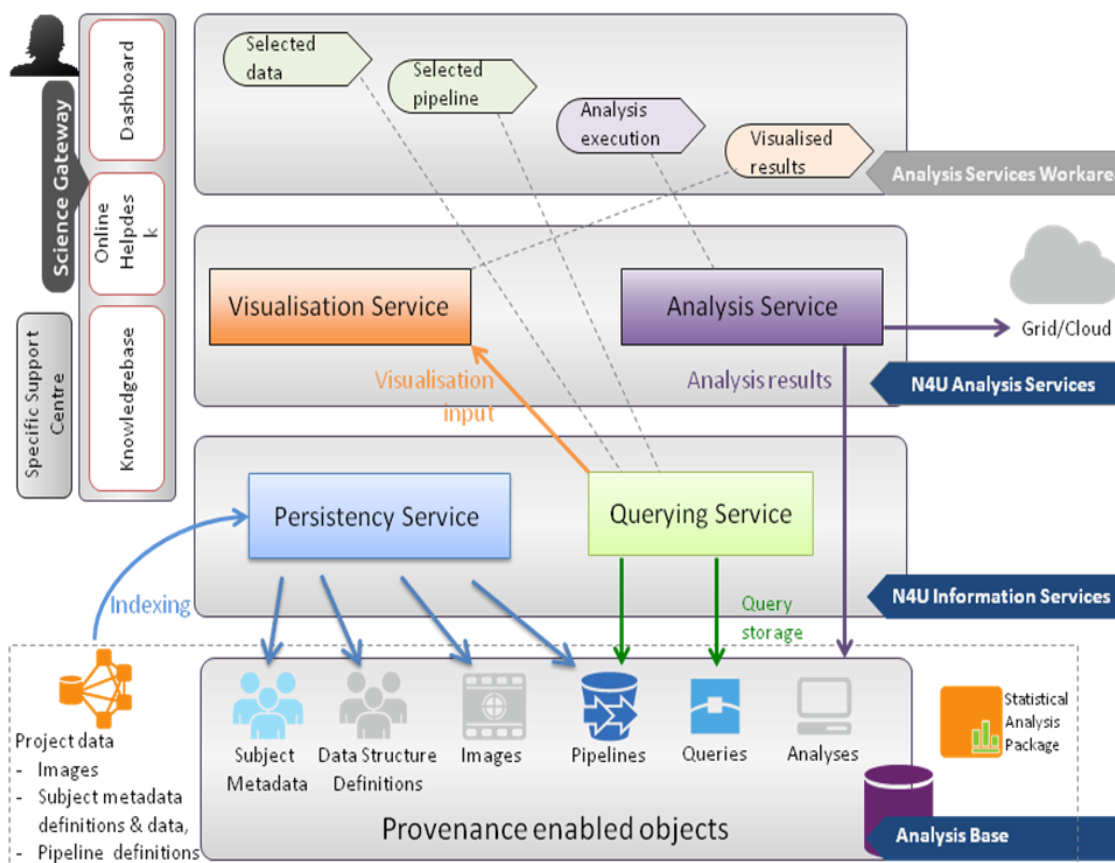 Science Gateway
Dashboard
Online
Helpdes
k
Knowledgebase
Specific Support
Centre
Selected
data
Selected
pipeline
Analysis
execution
Visualised
results
Analysis Services Workarea
Visualisation Service
Analysis Service
Grid/Cloud
Visualisation
input
Analysis results
N4U Analysis Services
Persistency Service
Querying Service
Indexing
Query
storage
N4U Information Services
Project data
- Images
- Subject metadata
definitions & data,
- Pipeline definitions
Subject
Metadata
Data Structure
Definitions
Images
Pipelines
Queries
Analyses
Provenance enabled objects
Statistical
Analysis
Package
Analysis Base